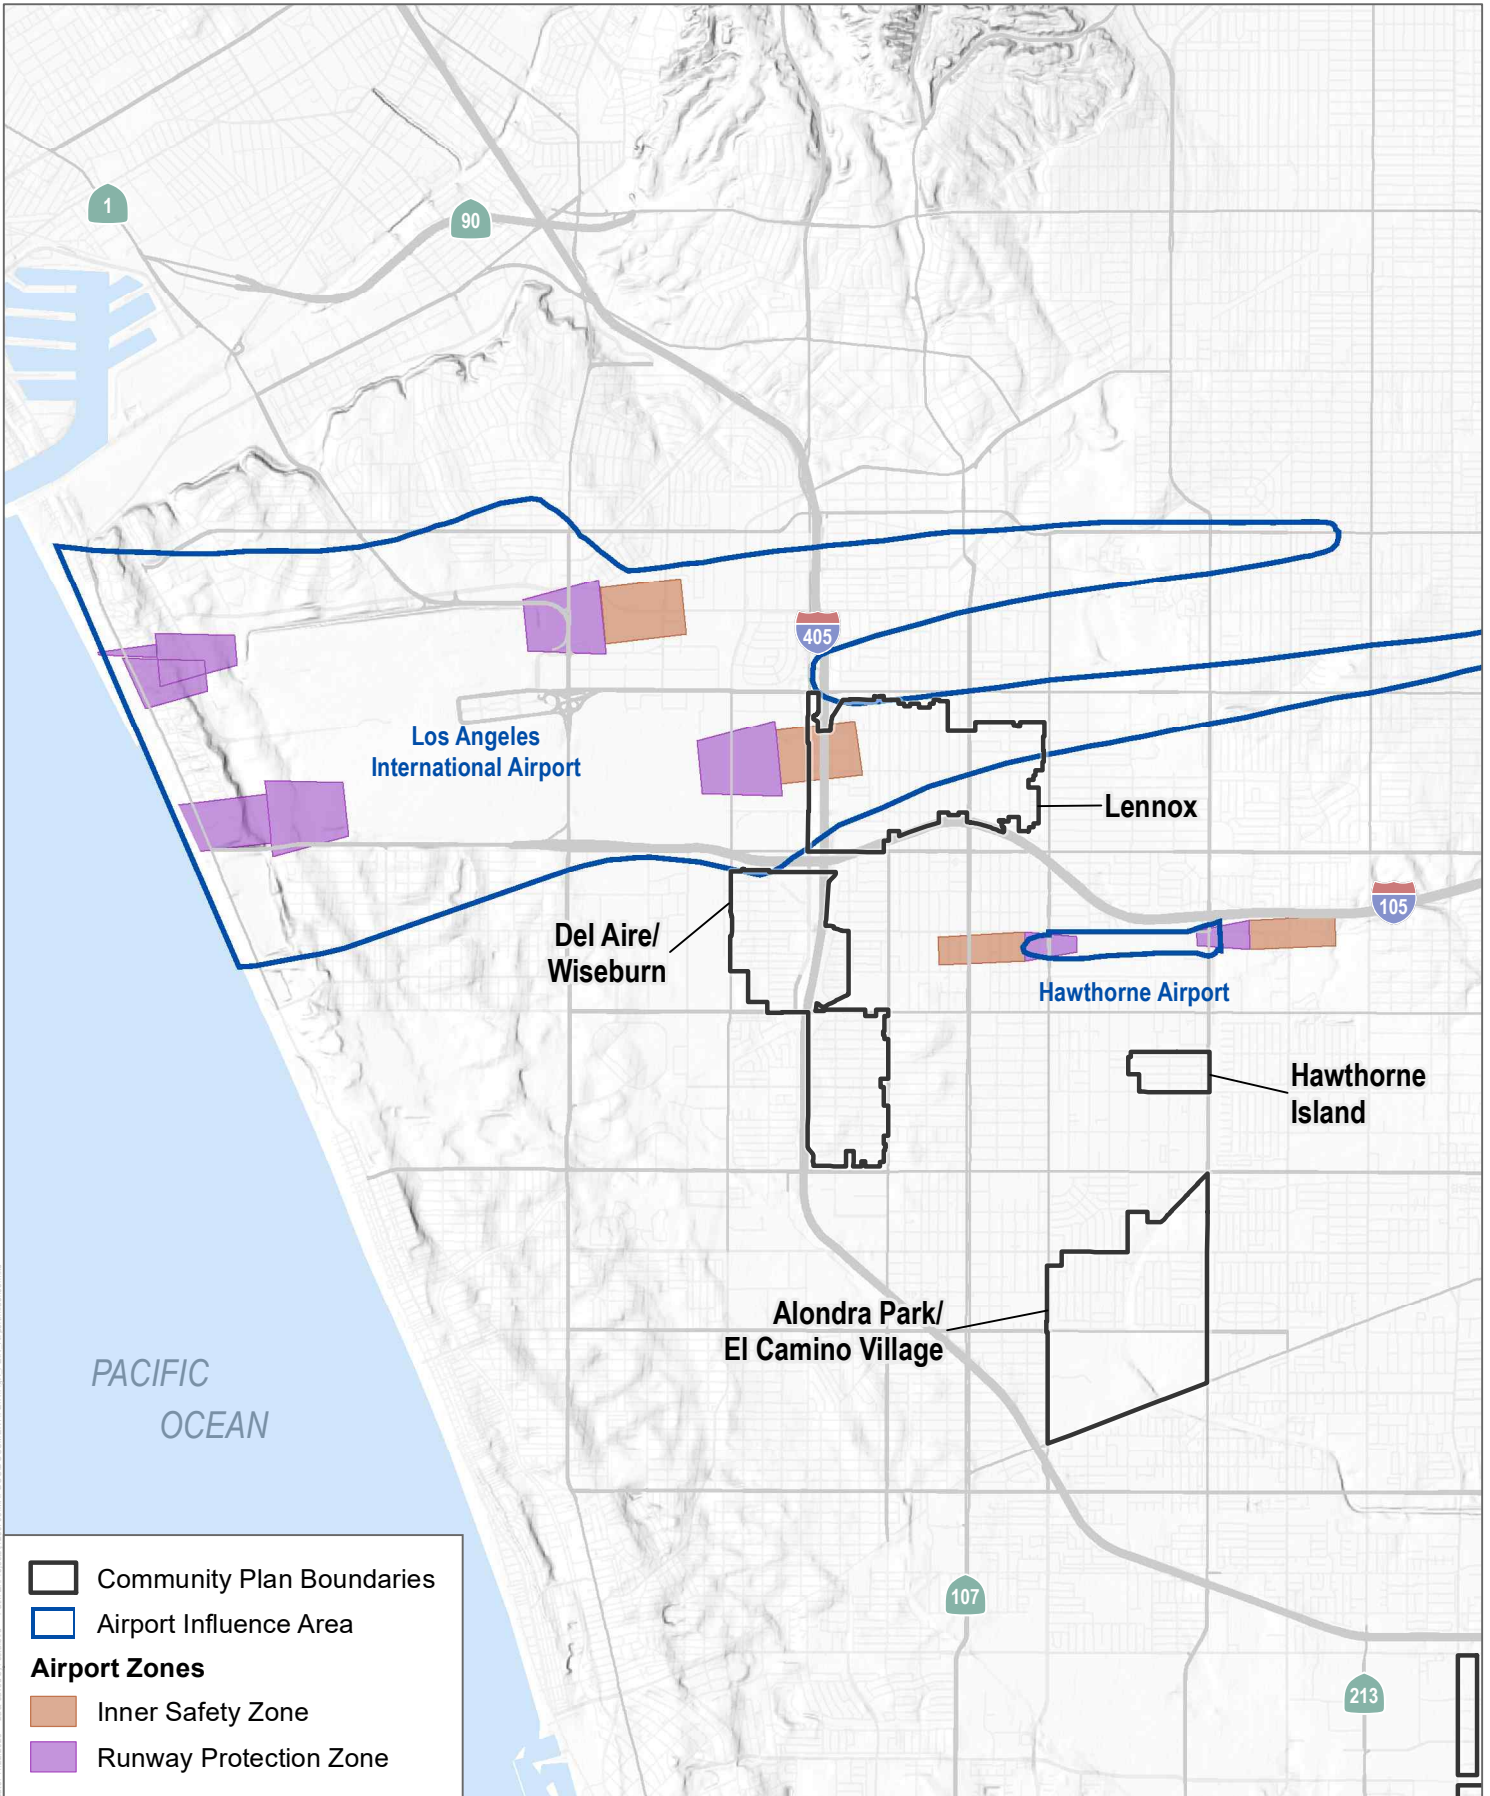 1
90
405
Los Angeles
International Airport
Lennox
105
Del Aire/
Wiseburn
Hawthorne Airport
Hawthorne
Island
Alondra Park/
El Camino Village
PACIFIC
OCEAN
107
213
Community Plan Boundaries
Airport Influence Area
Airport Zones
Inner Safety Zone
Runway Protection Zone